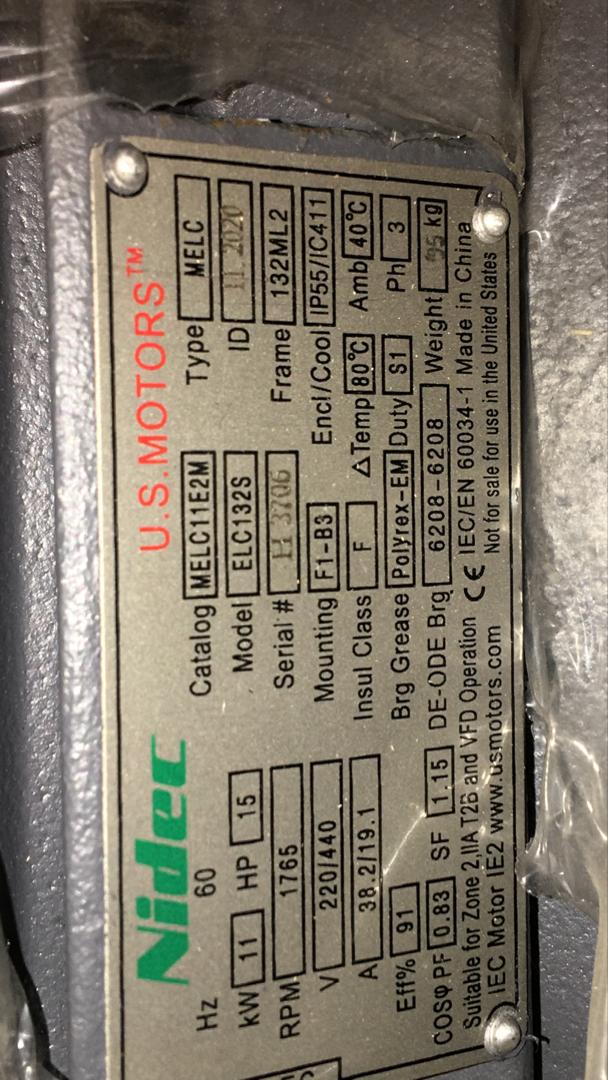 Nidec U.S.MOTORS™
Hz 60 Catalog MELC11E2M Type MELC
KW 11 HP 15 Model ELC132S ID 11 2020
RPM 1765 Serial # H 3706 Frame 132ML2
V 220/440 Mounting F1-B3 Encl/Cool IP55/IC411
A 38.2/19.1 Insul Class F △Temp 80°C Amb 40°C
Eff% 91 Brg Grease Polyrex-EM Duty S1 Ph 3
COSΦ PF 0.83 SF 1.15 DE-ODE Brg 6208-6208 Weight kg
Suitable for Zone 2,IIA T2B and VFD Operation CE IEC/EN 60034-1 Made in China
IEC Motor IE2 www.usmotors.com Not for sale for use in the United States